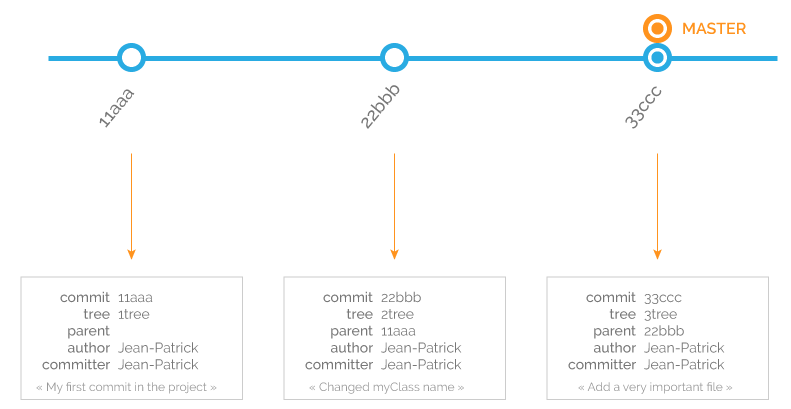 MASTER
11aaa
22bbb
33ccc
commit 11aaa
tree 1tree
parent
author Jean-Patrick
committer Jean-Patrick
« My first commit in the project »
commit 22bbb
tree 2tree
parent 11aaa
author Jean-Patrick
committer Jean-Patrick
« Changed myClass name »
commit 33ccc
tree 3tree
parent 22bbb
author Jean-Patrick
committer Jean-Patrick
« Add a very important file »